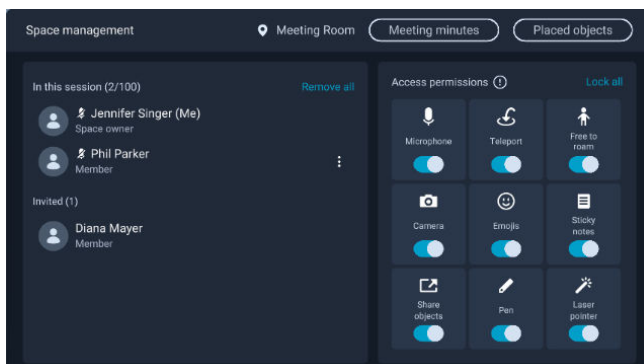 Space management
Meeting Room
Meeting minutes
Placed objects
In this session (2/100)
Remove all
Jennifer Singer (Me)
Space owner
Phil Parker
Member
Invited (1)
Diana Mayer
Member
Access permissions
Lock all
Microphone
Teleport
Free to
roam
Camera
Emojis
Sticky
notes
Share
objects
Pen
Laser
pointer